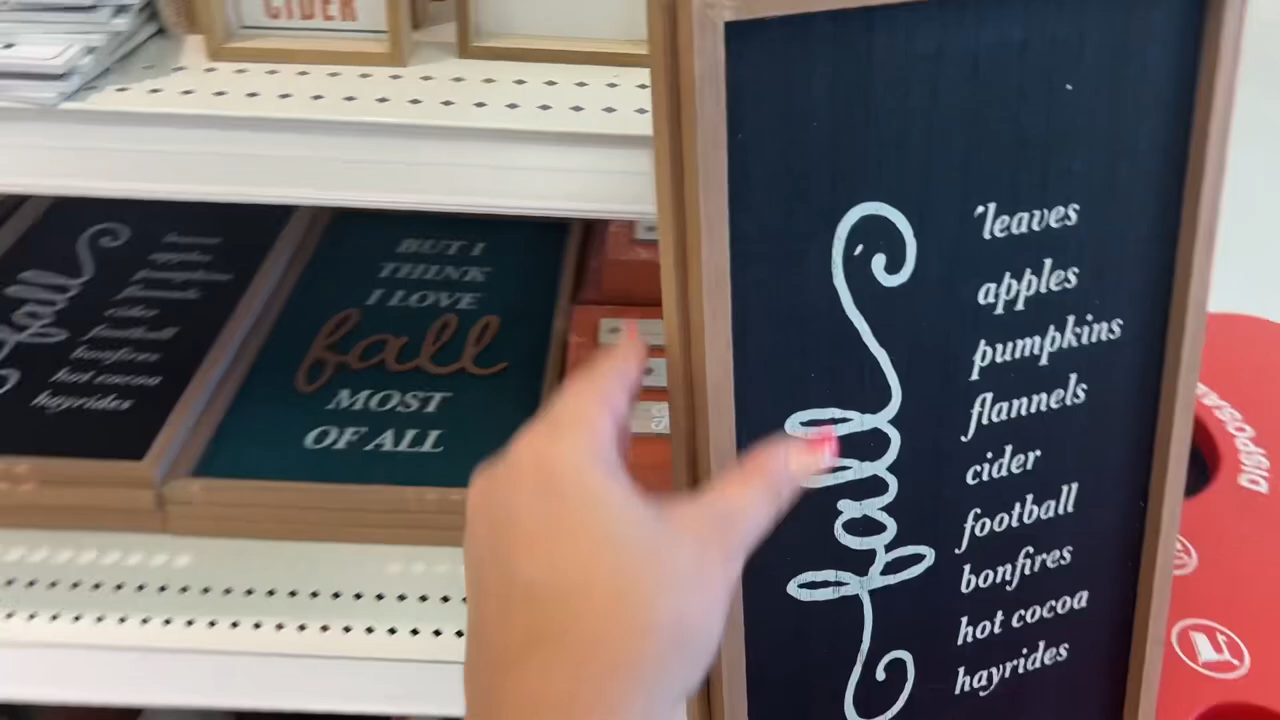 CIDER
fall
leaves
apples
pumpkins
flannels
cider
football
bonfires
hot cocoa
hayrides
BUT I
THINK
I LOVE
fall
MOST
OF ALL
fall
leaves
apples
pumpkins
flannels
cider
football
bonfires
hot cocoa
hayrides